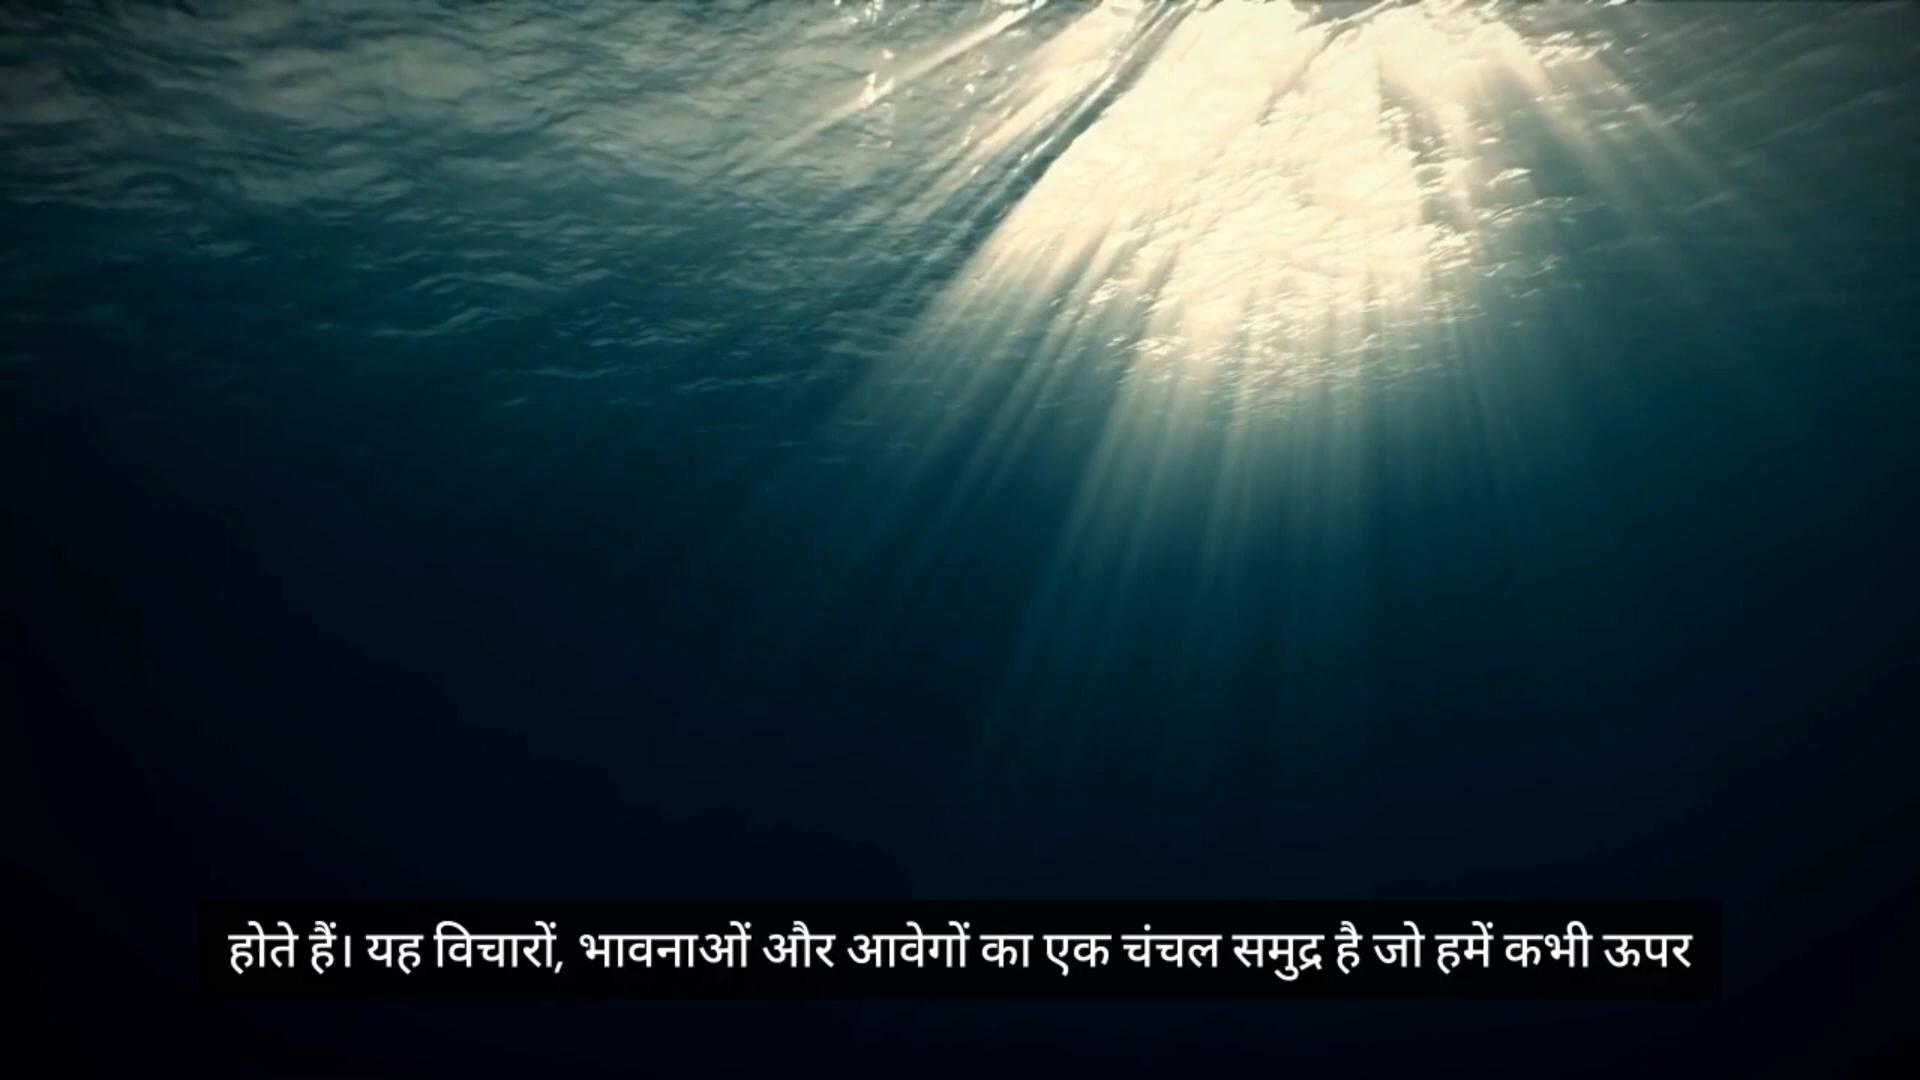 होते हैं। यह विचारों, भावनाओं और आवेगों का एक चंचल समुद्र है जो हमें कभी ऊपर